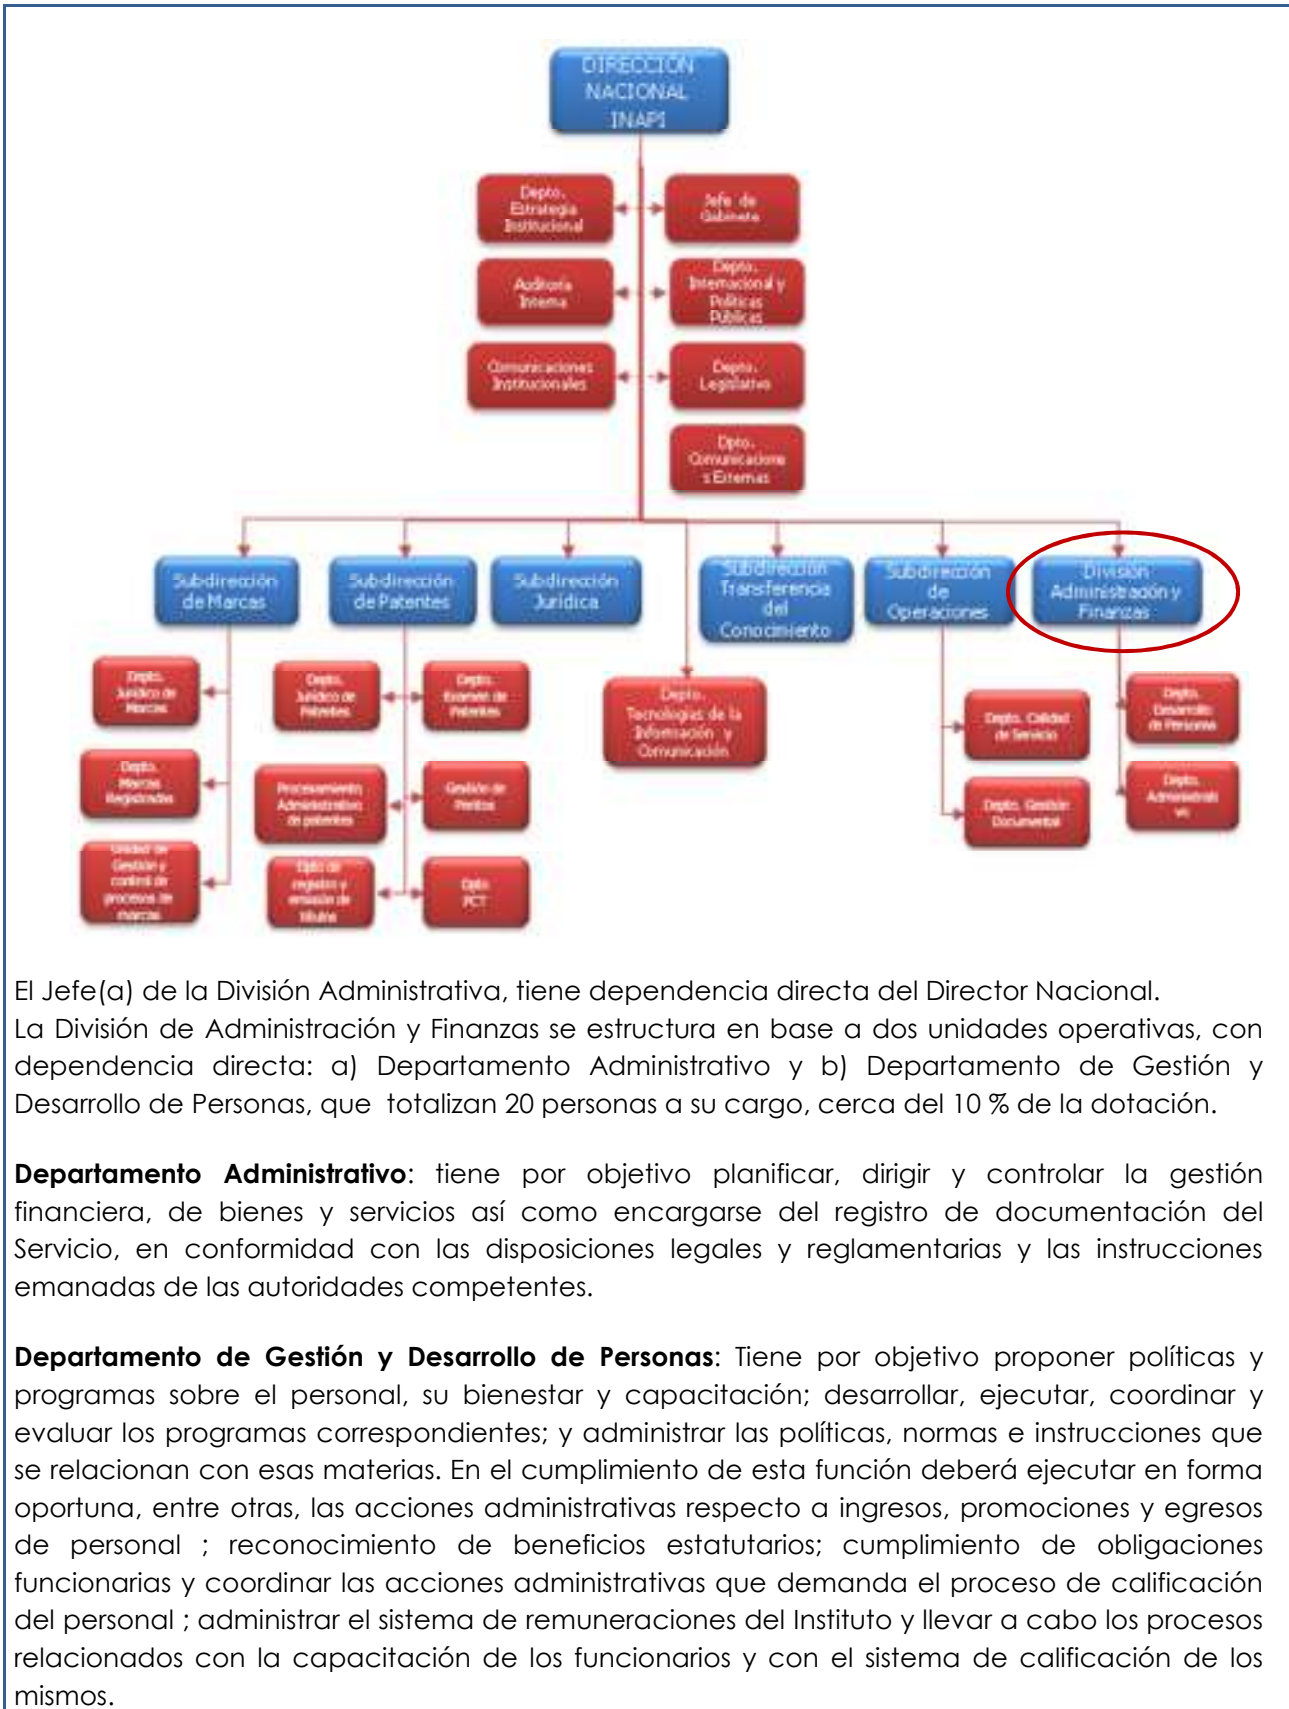 DIRECCIÓN
NACIONAL
INAPI
Depto.
Estrategia
Institucional
Jefe de
Gabinete
Auditoría
Interna
Depto.
Internacional y
Políticas
Públicas
Comunicaciones
Institucionales
Depto.
Legislativo
Dpto.
Comunicacione
s Externas
Subdirección
de Marcas
Subdirección
de Patentes
Subdirección
Jurídica
Subdirección
Transferencia
del
Conocimiento
Subdirección
de
Operaciones
División
Administración y
Finanzas
Depto.
Jurídico de
Marcas
Depto.
Marcas
Registradas
Unidad de
Gestión y
control de
procesos de
marcas
Depto.
Jurídico de
Patentes
Depto.
Examen de
Patentes
Procesamiento
Administrativo
de patentes
Gestión de
Peritos
Dpto de
registro y
emisión de
títulos
Dpto
PCT
Depto.
Tecnologías de la
Información y
Comunicación
Depto. Calidad
de Servicio
Depto. Gestión
Documental
Depto.
Desarrollo
de Personas
Depto.
Administrati
vo
El Jefe(a) de la División Administrativa, tiene dependencia directa del Director Nacional.
La División de Administración y Finanzas se estructura en base a dos unidades operativas, con
dependencia directa: a) Departamento Administrativo y b) Departamento de Gestión y
Desarrollo de Personas, que totalizan 20 personas a su cargo, cerca del 10 % de la dotación.
Departamento Administrativo: tiene por objetivo planificar, dirigir y controlar la gestión
financiera, de bienes y servicios así como encargarse del registro de documentación del
Servicio, en conformidad con las disposiciones legales y reglamentarias y las instrucciones
emanadas de las autoridades competentes.
Departamento de Gestión y Desarrollo de Personas: Tiene por objetivo proponer políticas y
programas sobre el personal, su bienestar y capacitación; desarrollar, ejecutar, coordinar y
evaluar los programas correspondientes; y administrar las políticas, normas e instrucciones que
se relacionan con esas materias. En el cumplimiento de esta función deberá ejecutar en forma
oportuna, entre otras, las acciones administrativas respecto a ingresos, promociones y egresos
de personal ; reconocimiento de beneficios estatutarios; cumplimiento de obligaciones
funcionarias y coordinar las acciones administrativas que demanda el proceso de calificación
del personal ; administrar el sistema de remuneraciones del Instituto y llevar a cabo los procesos
relacionados con la capacitación de los funcionarios y con el sistema de calificación de los
mismos.